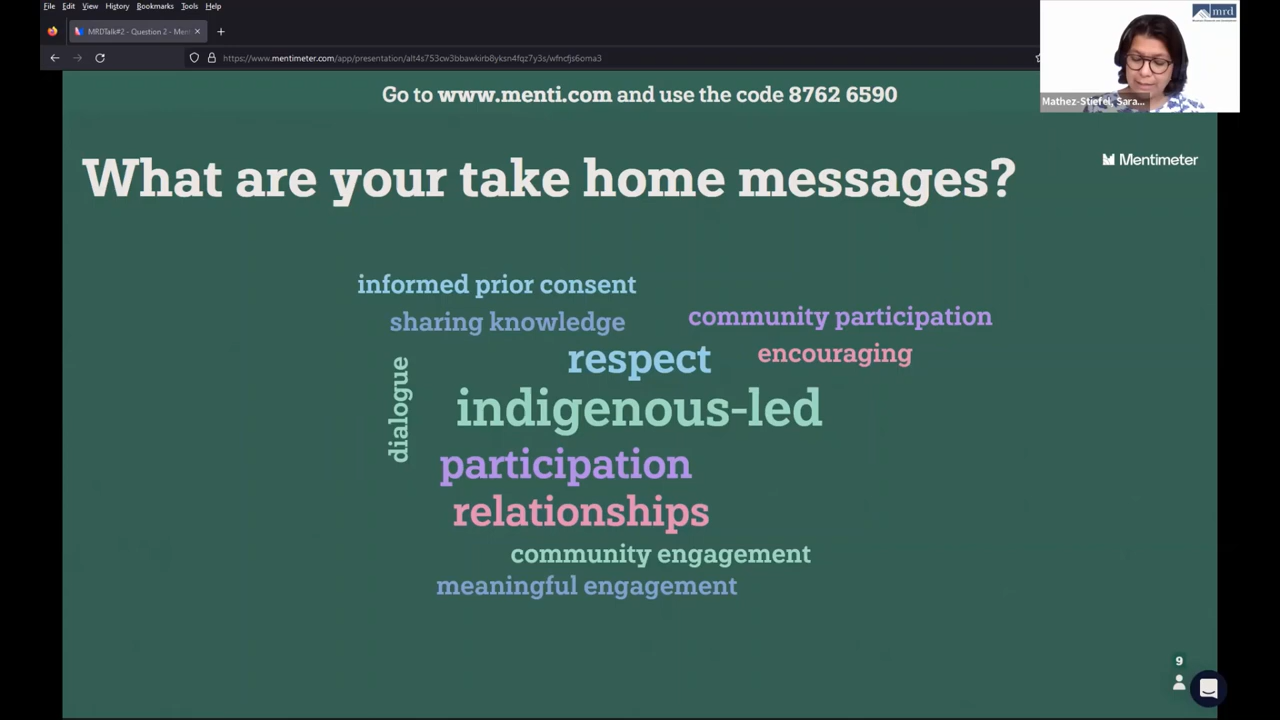 File Edit View History Bookmarks Tools Help
MRDTalk#2 - Question 2 - Men
https://www.mentimeter.com/app/presentation/alt4s753cw3bbawkirb8yksn4fqz7y3s/wfncfjs6oma3
mrd
Mathez-Stiefel, Sara...
Go to www.menti.com and use the code 8762 6590
Mentimeter
What are your take home messages?
informed prior consent
sharing knowledge
community participation
respect
encouraging
dialogue
indigenous-led
participation
relationships
community engagement
meaningful engagement
9